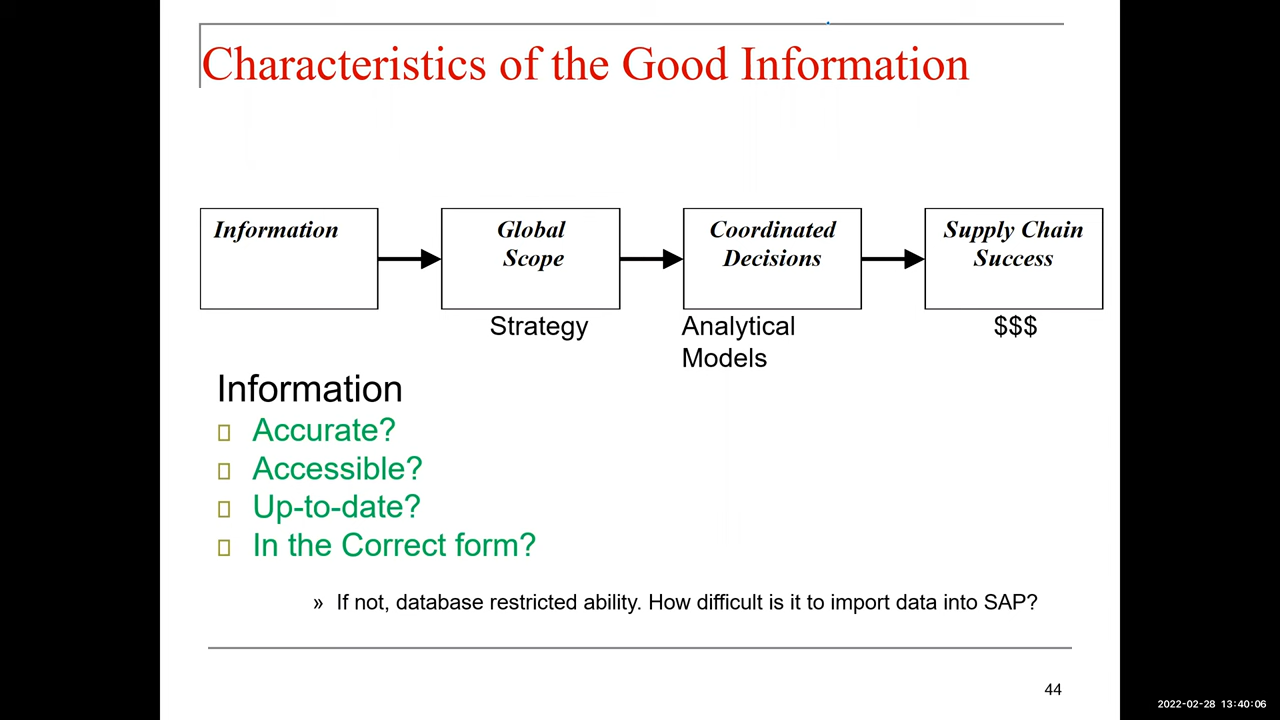 Characteristics of the Good Information
Information
Global
Scope
Coordinated
Decisions
Supply Chain
Success
Strategy
Analytical
Models
$$$
Information
Accurate?
Accessible?
Up-to-date?
In the Correct form?
» If not, database restricted ability. How difficult is it to import data into SAP?
44
2022-02-28 13:40:06